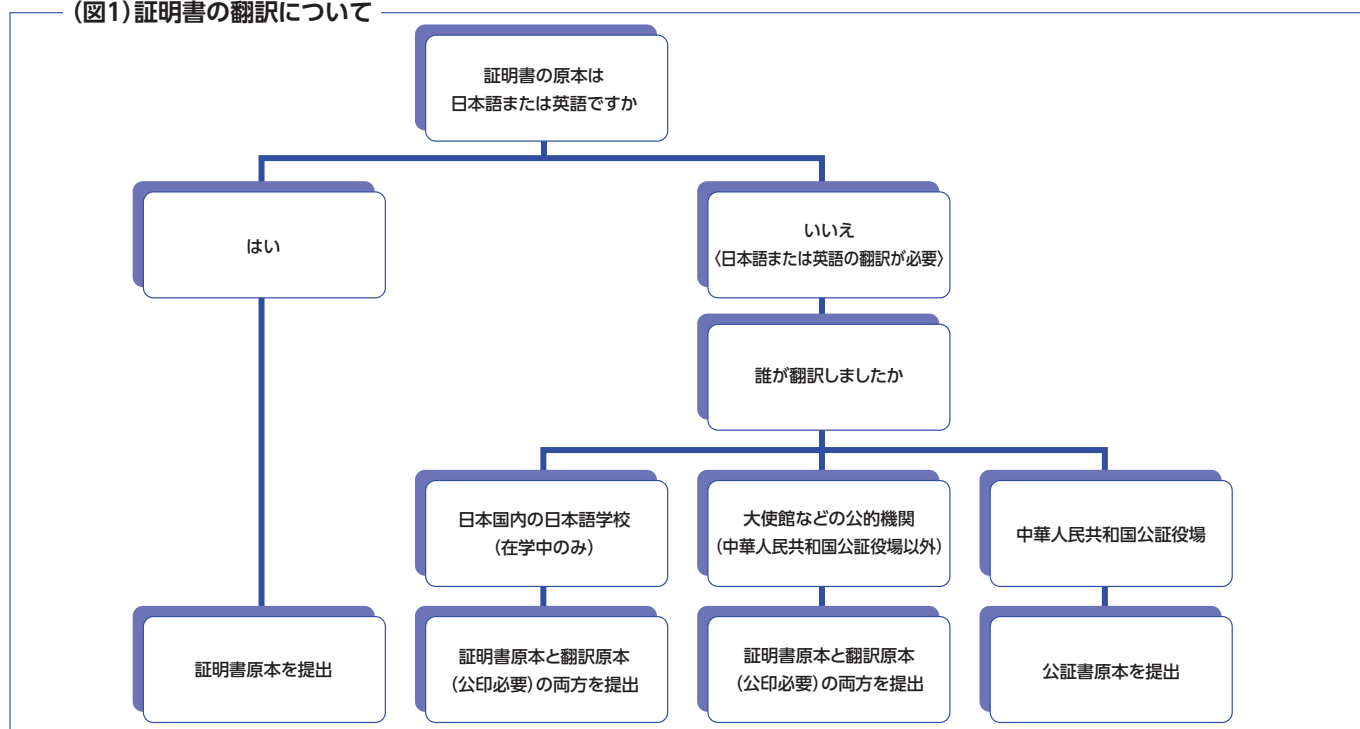 (図1)証明書の翻訳について
証明書の原本は
日本語または英語ですか
はい
いいえ
〈日本語または英語の翻訳が必要〉
誰が翻訳しましたか
日本国内の日本語学校
(在学中のみ)
大使館などの公的機関
(中華人民共和国公証役場以外)
中華人民共和国公証役場
証明書原本を提出
証明書原本と翻訳原本
(公印必要)の両方を提出
証明書原本と翻訳原本
(公印必要)の両方を提出
公証書原本を提出